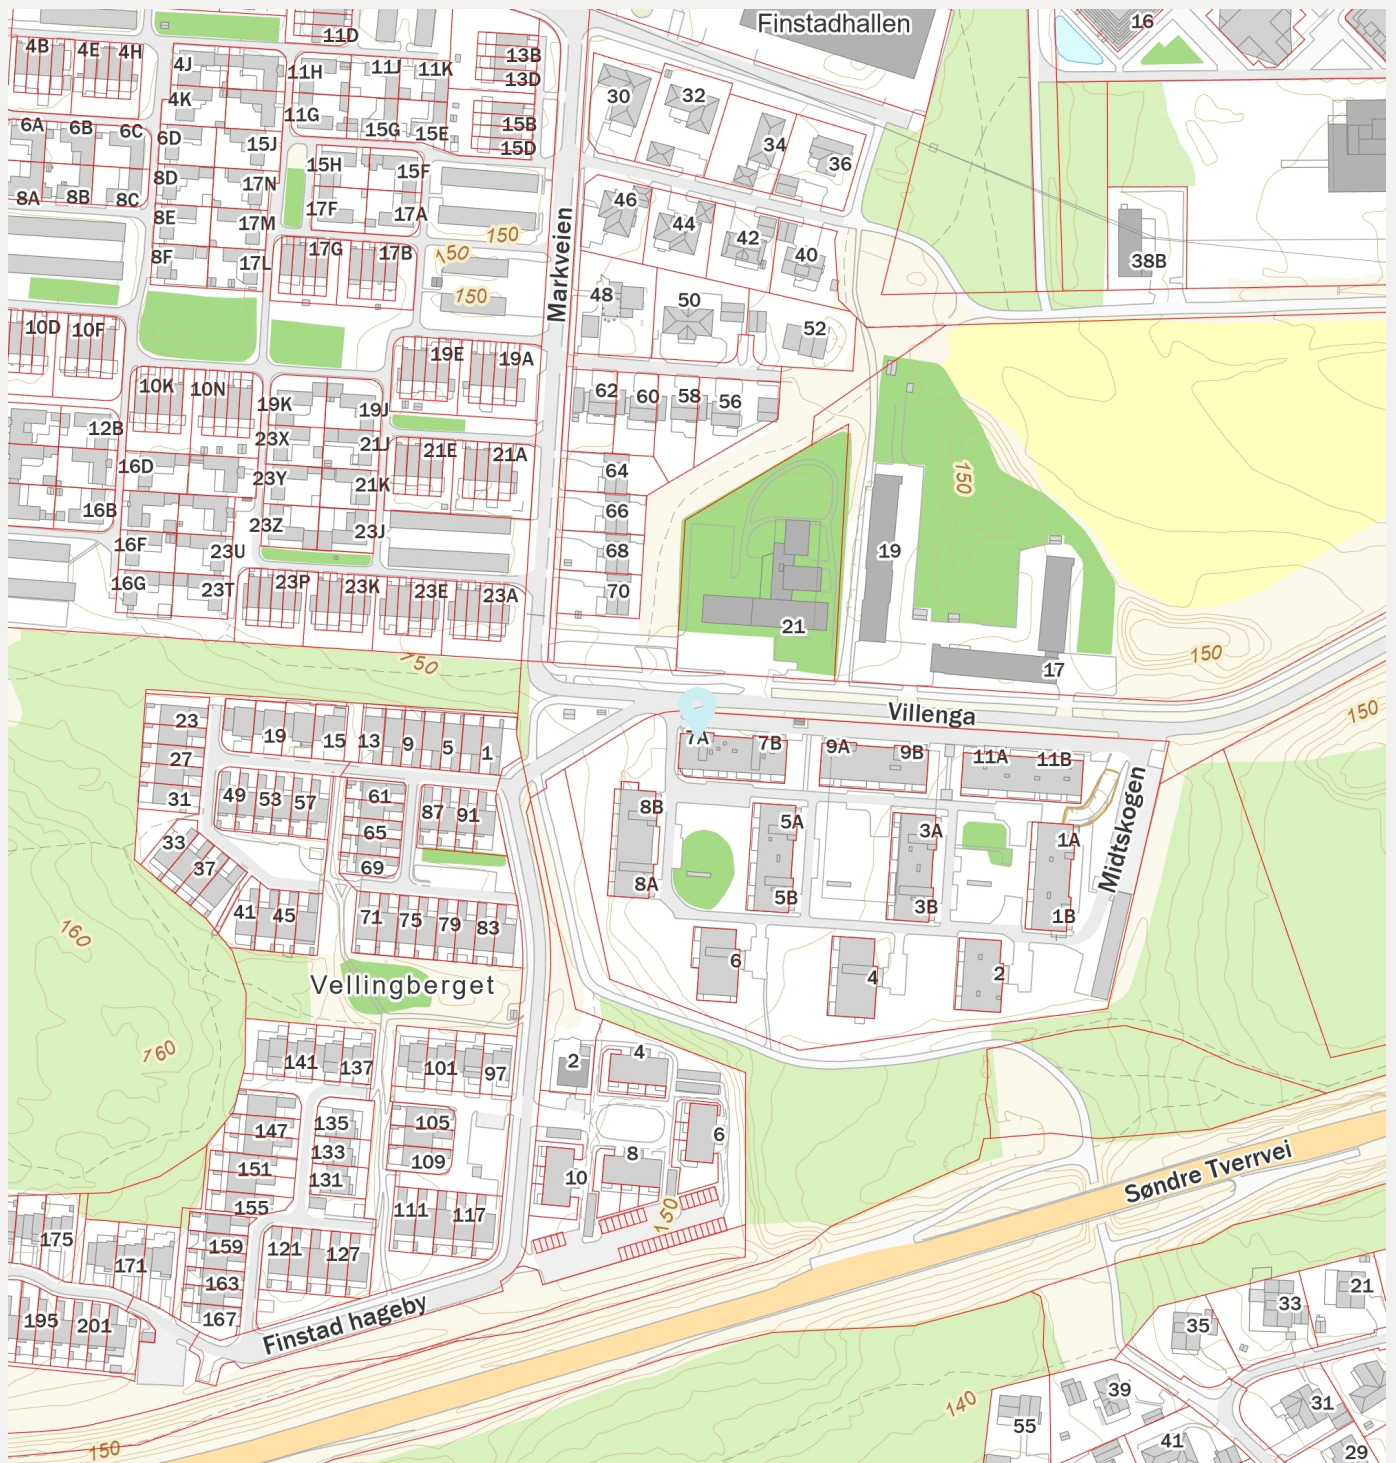 Finstadhallen
16
11D
4B
4E
4H
4J
11H
11J
11K
13B
13D
4K
11G
15G
15E
15B
15D
30
32
34
36
6A
6B
6C
6D
15J
15H
15F
8A
8B
8C
8D
17N
17F
17A
8E
17M
8F
17L
17G
17B
150
150
150
46
44
42
40
38B
Markveien
48
50
52
10D
10F
19E
19A
10K
10N
19K
19J
62
60
58
56
12B
23X
21J
21E
21A
16D
23Y
21K
64
150
16B
23Z
23J
66
16F
23U
68
19
16G
23T
23P
23K
23E
23A
70
21
17
150
750
150
Villenga
23
19
15
13
9
5
1
7A
7B
9A
9B
11A
11B
27
31
49
53
57
61
87
91
8B
5A
3A
1A
Midtskogen
33
37
65
69
8A
5B
3B
1B
41
45
71
75
79
83
160
6
4
2
Vellingberget
160
141
137
101
97
2
4
147
135
105
6
151
133
109
8
131
10
155
111
117
150
Søndre Tverrvei
175
171
159
121
127
163
195
201
167
Finstad hageby
21
33
35
39
31
140
55
41
29
150